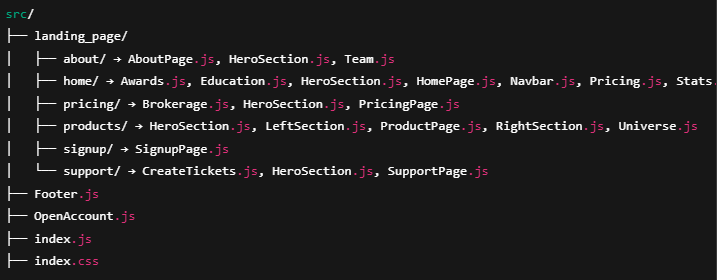 src/
├── landing_page/
│   ├── about/ → AboutPage.js, HeroSection.js, Team.js
│   ├── home/ → Awards.js, Education.js, HeroSection.js, HomePage.js, Navbar.js, Pricing.js, Stats.
│   ├── pricing/ → Brokerage.js, HeroSection.js, PricingPage.js
│   ├── products/ → HeroSection.js, LeftSection.js, ProductPage.js, RightSection.js, Universe.js
│   ├── signup/ → SignupPage.js
│   └── support/ → CreateTickets.js, HeroSection.js, SupportPage.js
├── Footer.js
├── OpenAccount.js
├── index.js
├── index.css